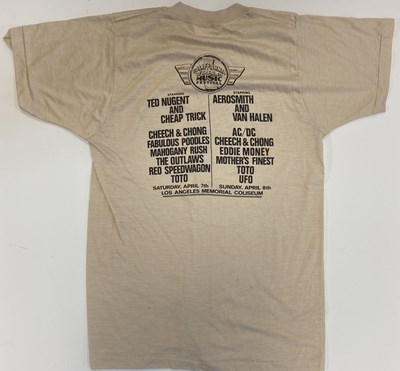 MUSIC
FESTIVAL
STARRING
TED NUGENT
AND
CHEAP TRICK
CHEECH & CHONG
FABULOUS POODLES
MAHOGANY RUSH
THE OUTLAWS
RED SPEEDWAGON
TOTO
SATURDAY, APRIL 7th
STARRING
AEROSMITH
AND
VAN HALEN
AC/DC
CHEECH & CHONG
EDDIE MONEY
MOTHER'S FINEST
TOTO
UFO
SUNDAY, APRIL 8th
LOS ANGELES MEMORIAL COLISEUM